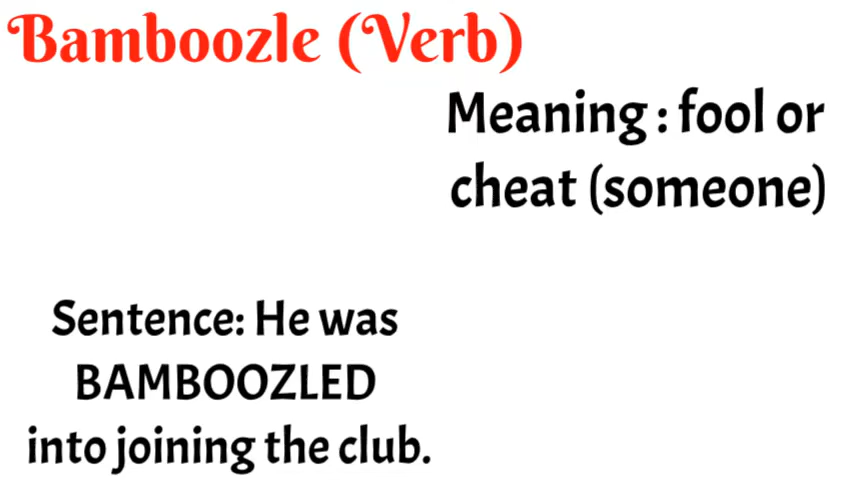 Bamboozle (Verb)
Meaning : fool or
cheat (someone)
Sentence: He was
BAMBOOZLED
into joining the club.